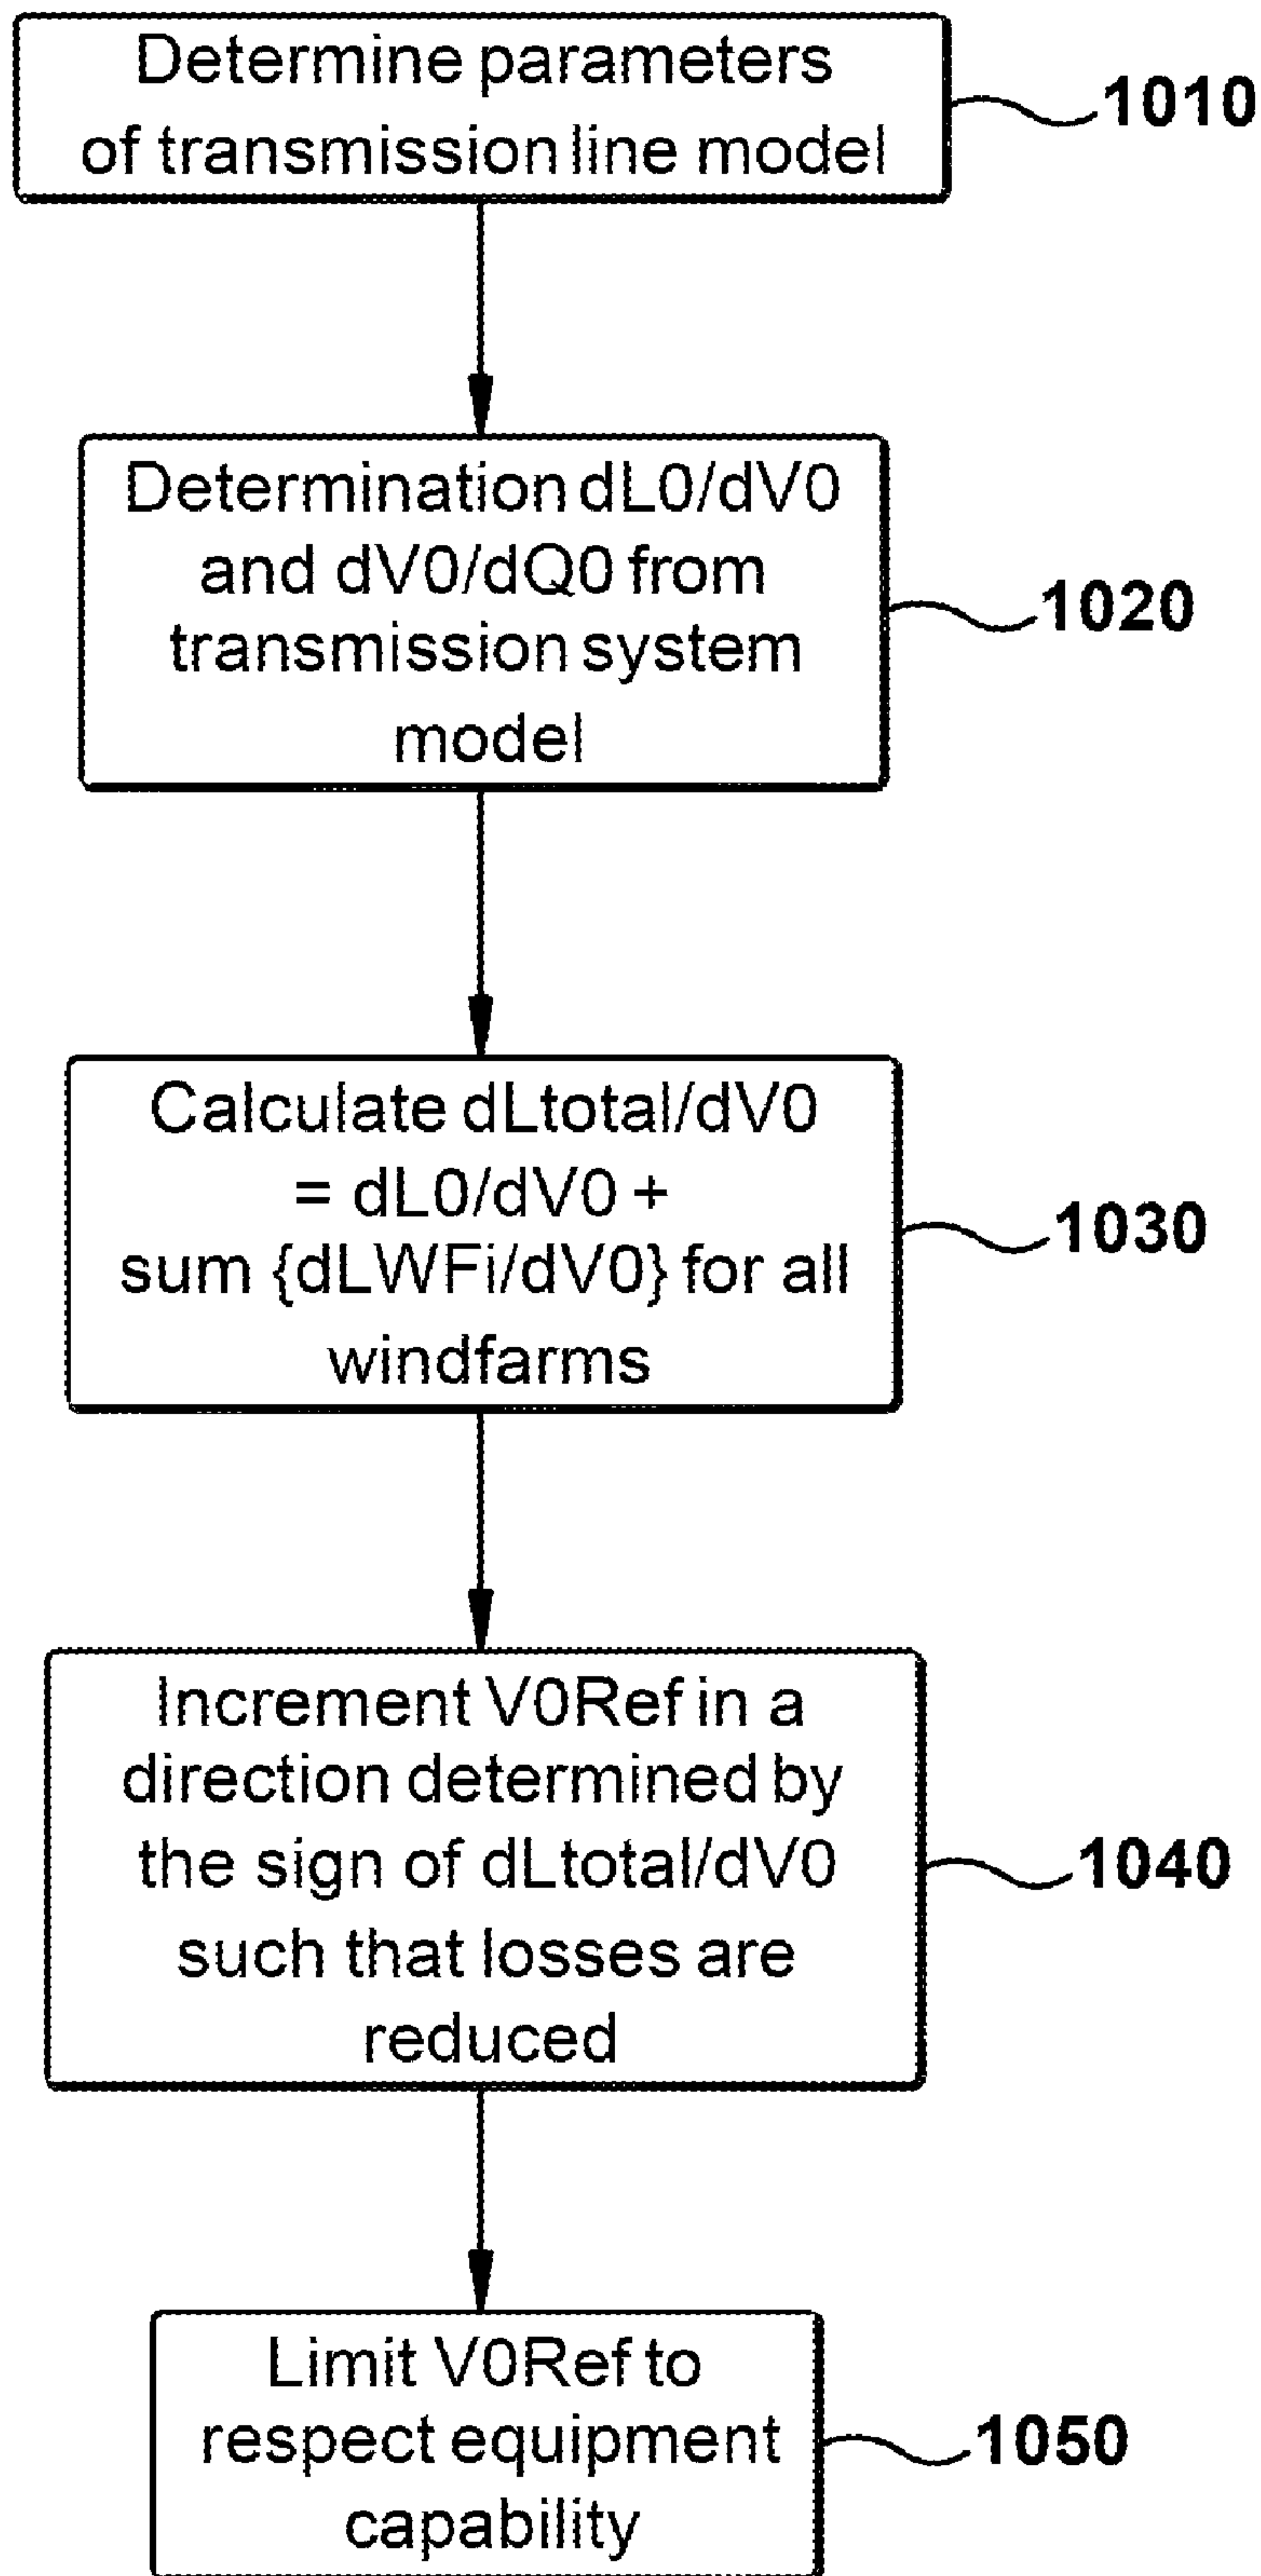 Determine parameters
of transmission line model
1010
Determination dL0/dV0
and dV0/dQ0 from
transmission system
model
1020
Calculate dLtotal/dV0
= dL0/dV0 +
sum {dLWFi/dV0} for all
windfarms
1030
Increment V0Ref in a
direction determined by
the sign of dLtotal/dV0
such that losses are
reduced
1040
Limit V0Ref to
respect equipment
capability
1050